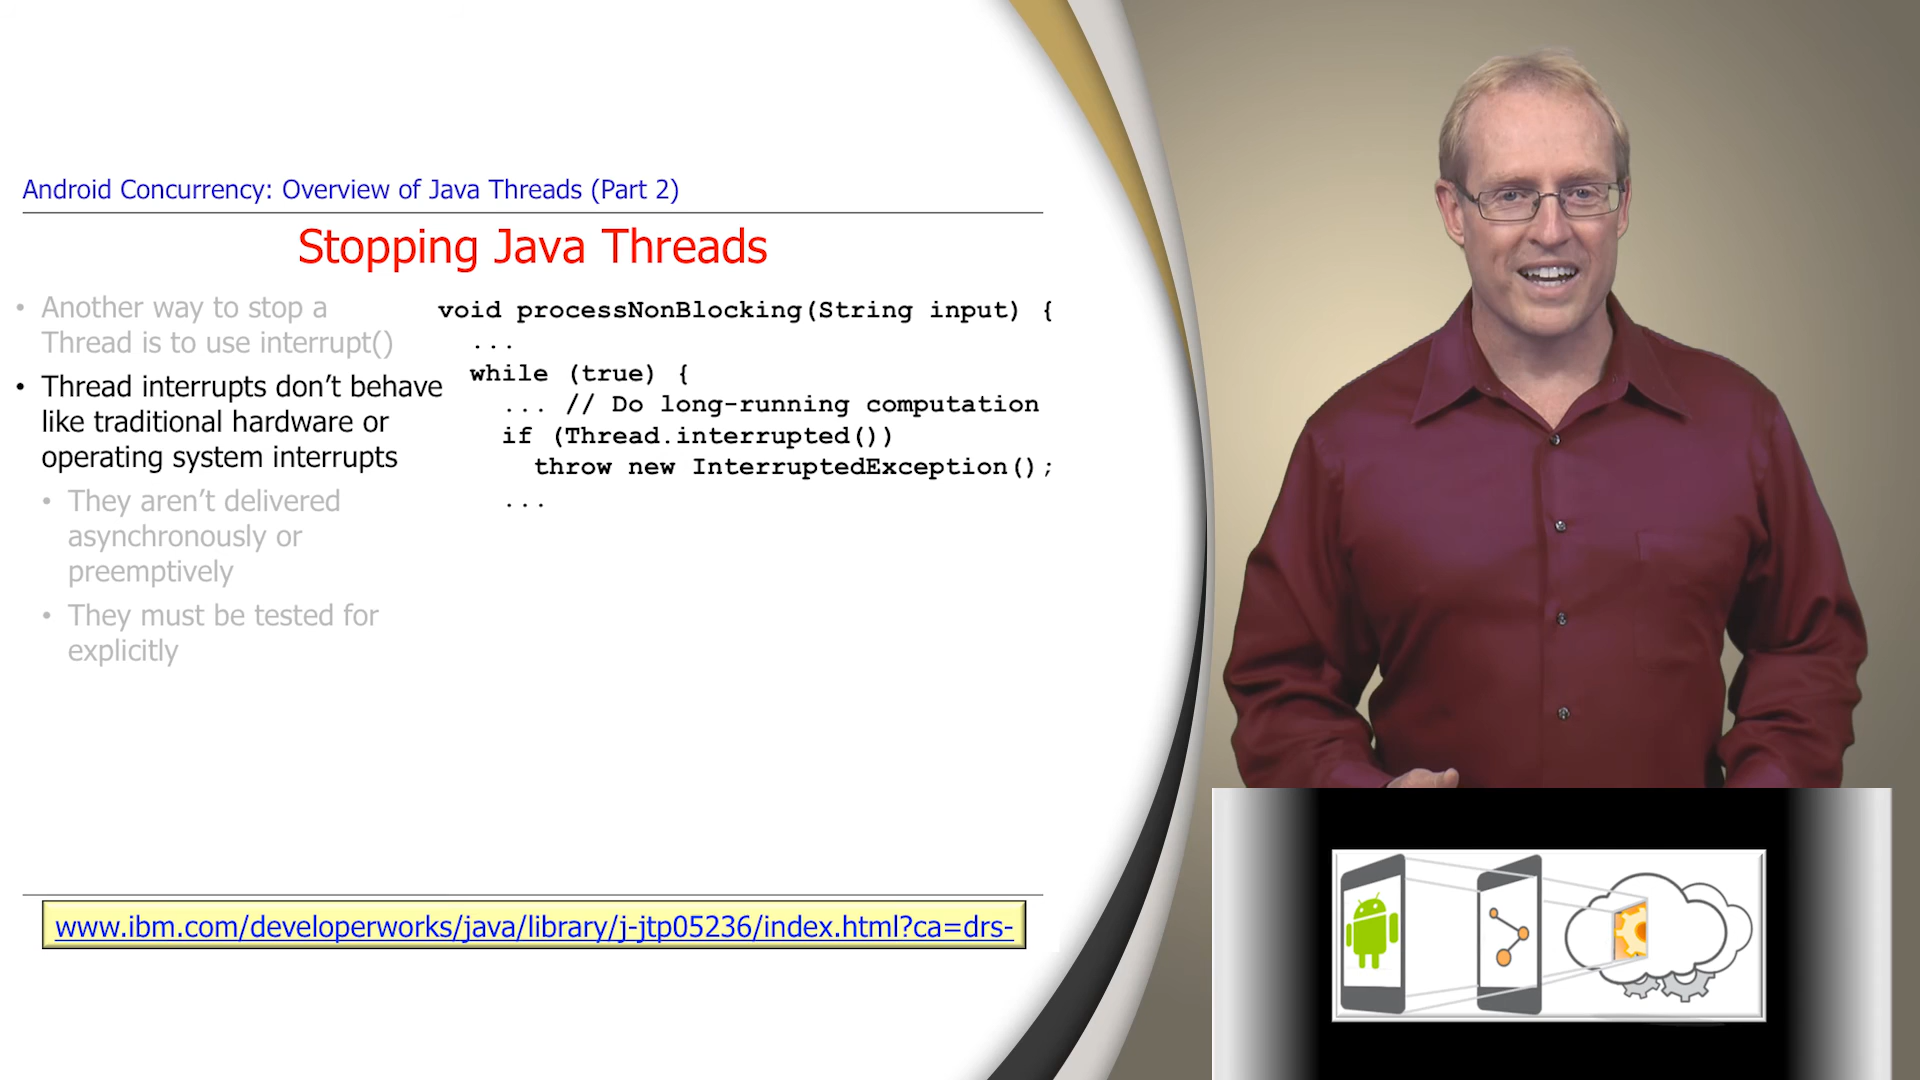 Android Concurrency: Overview of Java Threads (Part 2)
Stopping Java Threads
• Another way to stop a
Thread is to use interrupt()
• Thread interrupts don’t behave
like traditional hardware or
operating system interrupts
• They aren’t delivered
asynchronously or
preemptively
• They must be tested for
explicitly
void processNonBlocking(String input) {
...
while (true) {
... // Do long-running computation
if (Thread.interrupted())
throw new InterruptedException();
...
www.ibm.com/developerworks/java/library/j-jtp05236/index.html?ca=drs-